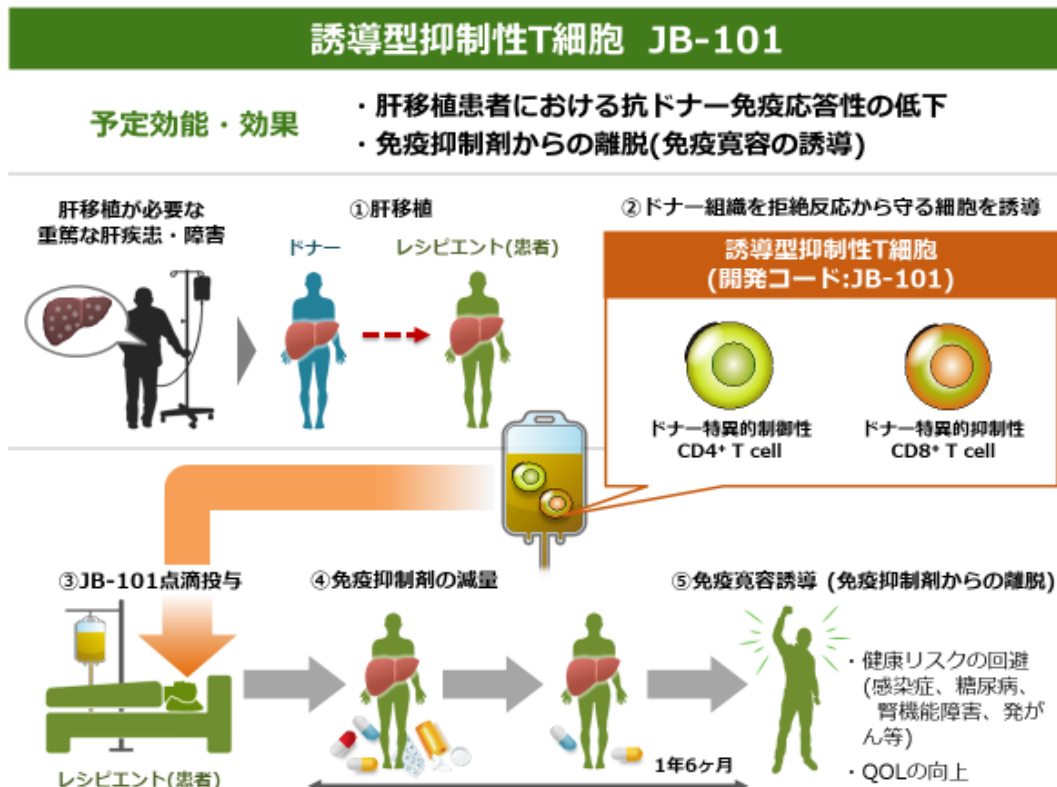 誘導型抑制性T細胞 JB-101
予定効能・効果
・肝移植患者における抗ドナー免疫応答性の低下
・免疫抑制剤からの離脱(免疫寛容の誘導)
肝移植が必要な
重篤な肝疾患・障害
①肝移植
ドナー
レシピエント(患者)
②ドナー組織を拒絶反応から守る細胞を誘導
誘導型抑制性T細胞
(開発コード:JB-101)
ドナー特異的制御性
CD4⁺ T cell
ドナー特異的抑制性
CD8⁺ T cell
③JB-101点滴投与
レシピエント(患者)
④免疫抑制剤の減量
1年6ヶ月
⑤免疫寛容誘導 (免疫抑制剤からの離脱)
・健康リスクの回避
(感染症、糖尿病、
腎機能障害、発が
ん等)
・QOLの向上